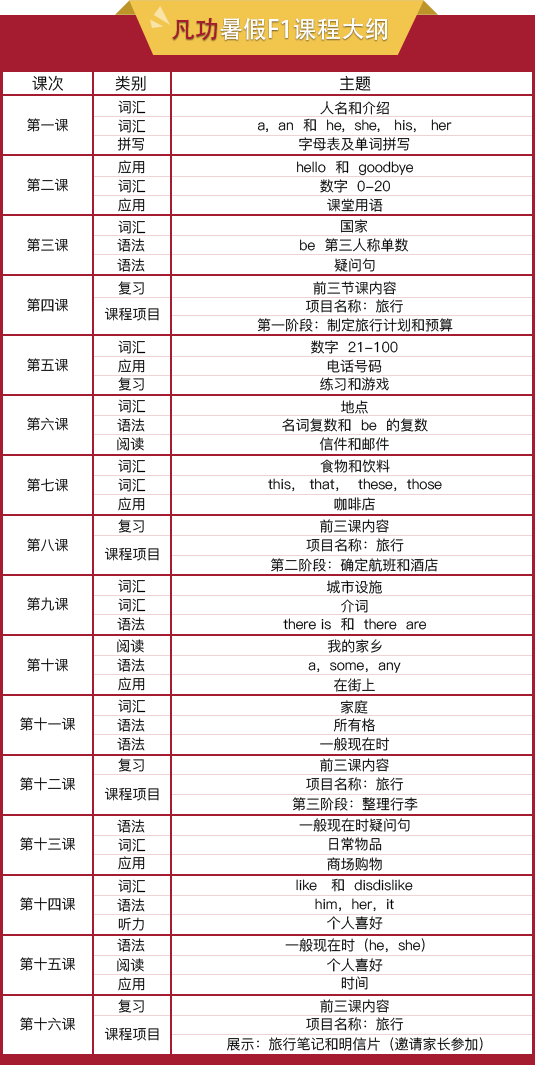 凡功暑假F1课程大纲
课次 类别 主题
第一课 词汇 人名和介绍
词汇 a, an 和 he, she, his, her
拼写 字母表及单词拼写
第二课 应用 hello 和 goodbye
词汇 数字 0-20
应用 课堂用语
第三课 词汇 国家
语法 be 第三人称单数
语法 疑问句
第四课 复习 前三节课内容
课程项目 项目名称：旅行
第一阶段：制定旅行计划和预算
第五课 词汇 数字 21-100
应用 电话号码
复习 练习和游戏
第六课 词汇 地点
语法 名词复数和 be 的复数
阅读 信件和邮件
第七课 词汇 食物和饮料
词汇 this, that, these, those
应用 咖啡店
第八课 复习 前三课内容
课程项目 项目名称：旅行
第二阶段：确定航班和酒店
第九课 词汇 城市设施
词汇 介词
语法 there is 和 there are
第十课 阅读 我的家乡
语法 a, some, any
应用 在街上
第十一课 词汇 家庭
语法 所有格
语法 一般现在时
第十二课 复习 前三课内容
课程项目 项目名称：旅行
第三阶段：整理行李
第十三课 语法 一般现在时疑问句
词汇 日常物品
应用 商场购物
第十四课 词汇 like 和 disdislike
语法 him, her, it
听力 个人喜好
第十五课 语法 一般现在时（he, she）
阅读 个人喜好
应用 时间
第十六课 复习 前三课内容
课程项目 项目名称：旅行
展示：旅行笔记和明信片（邀请家长参加）